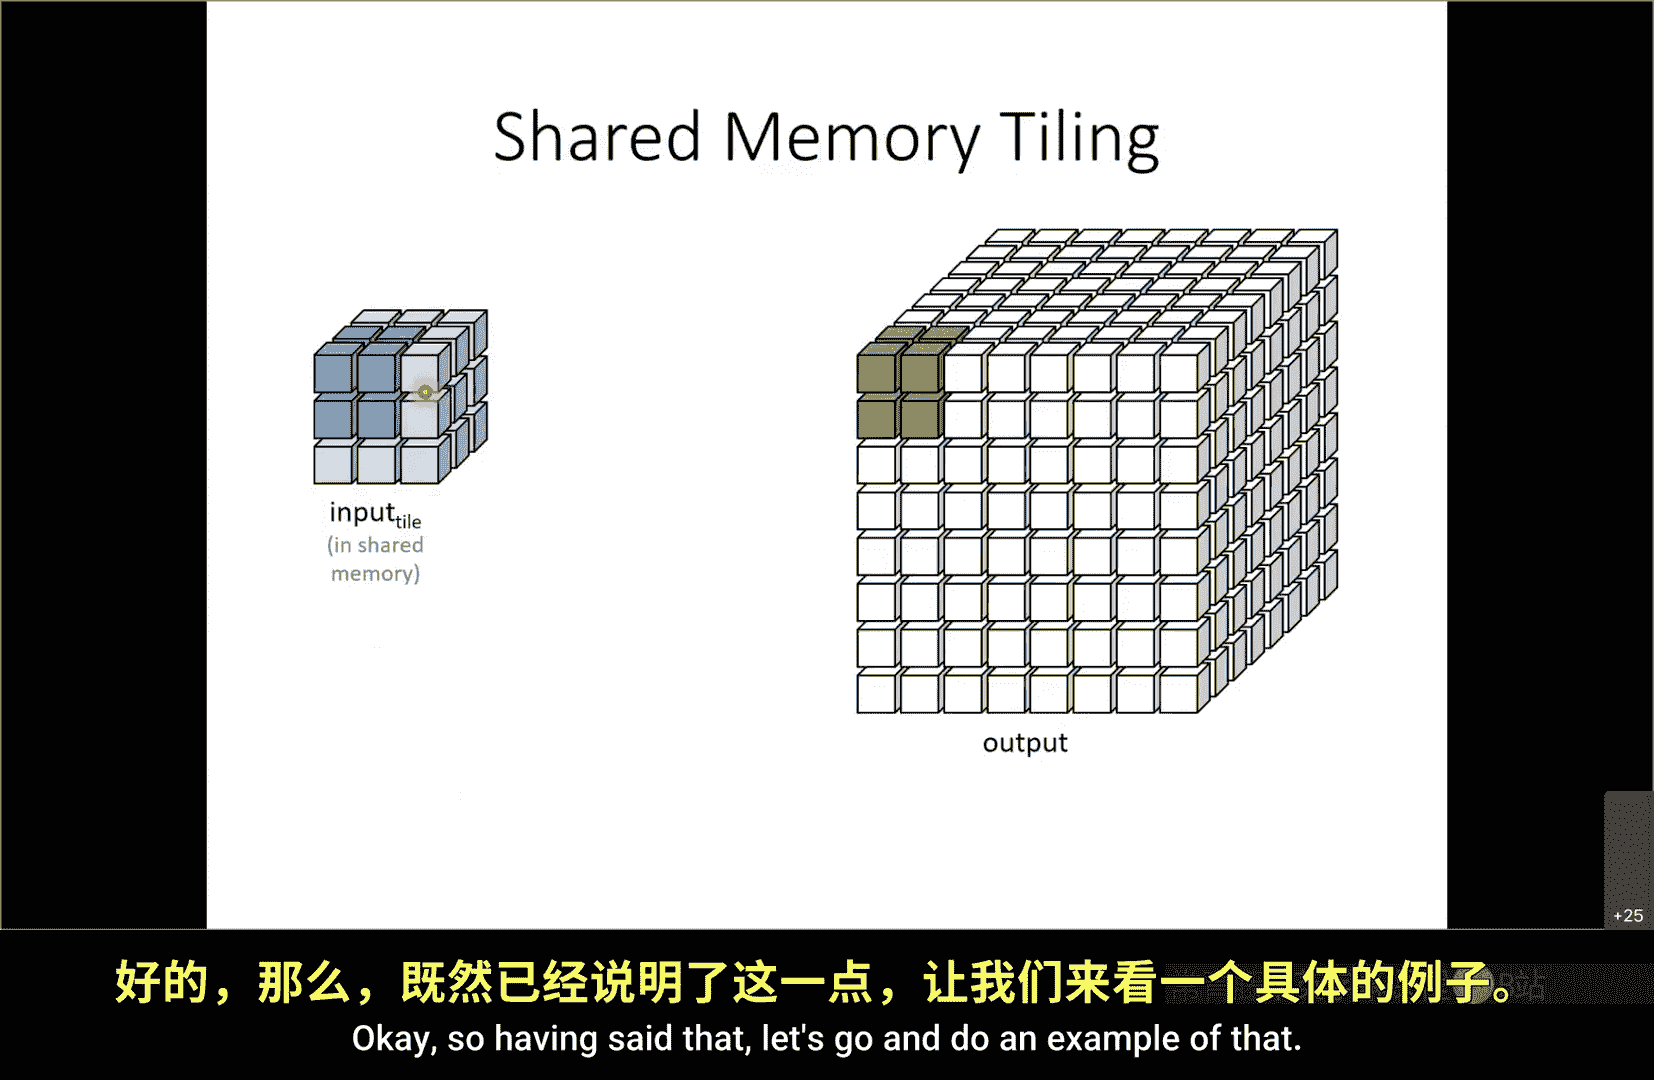 Shared Memory Tiling
input_tile
(in shared
memory)
output
+25
好的，那么，既然已经说明了这一点，让我们来看一个具体的例子。
Okay, so having said that, let's go and do an example of that.